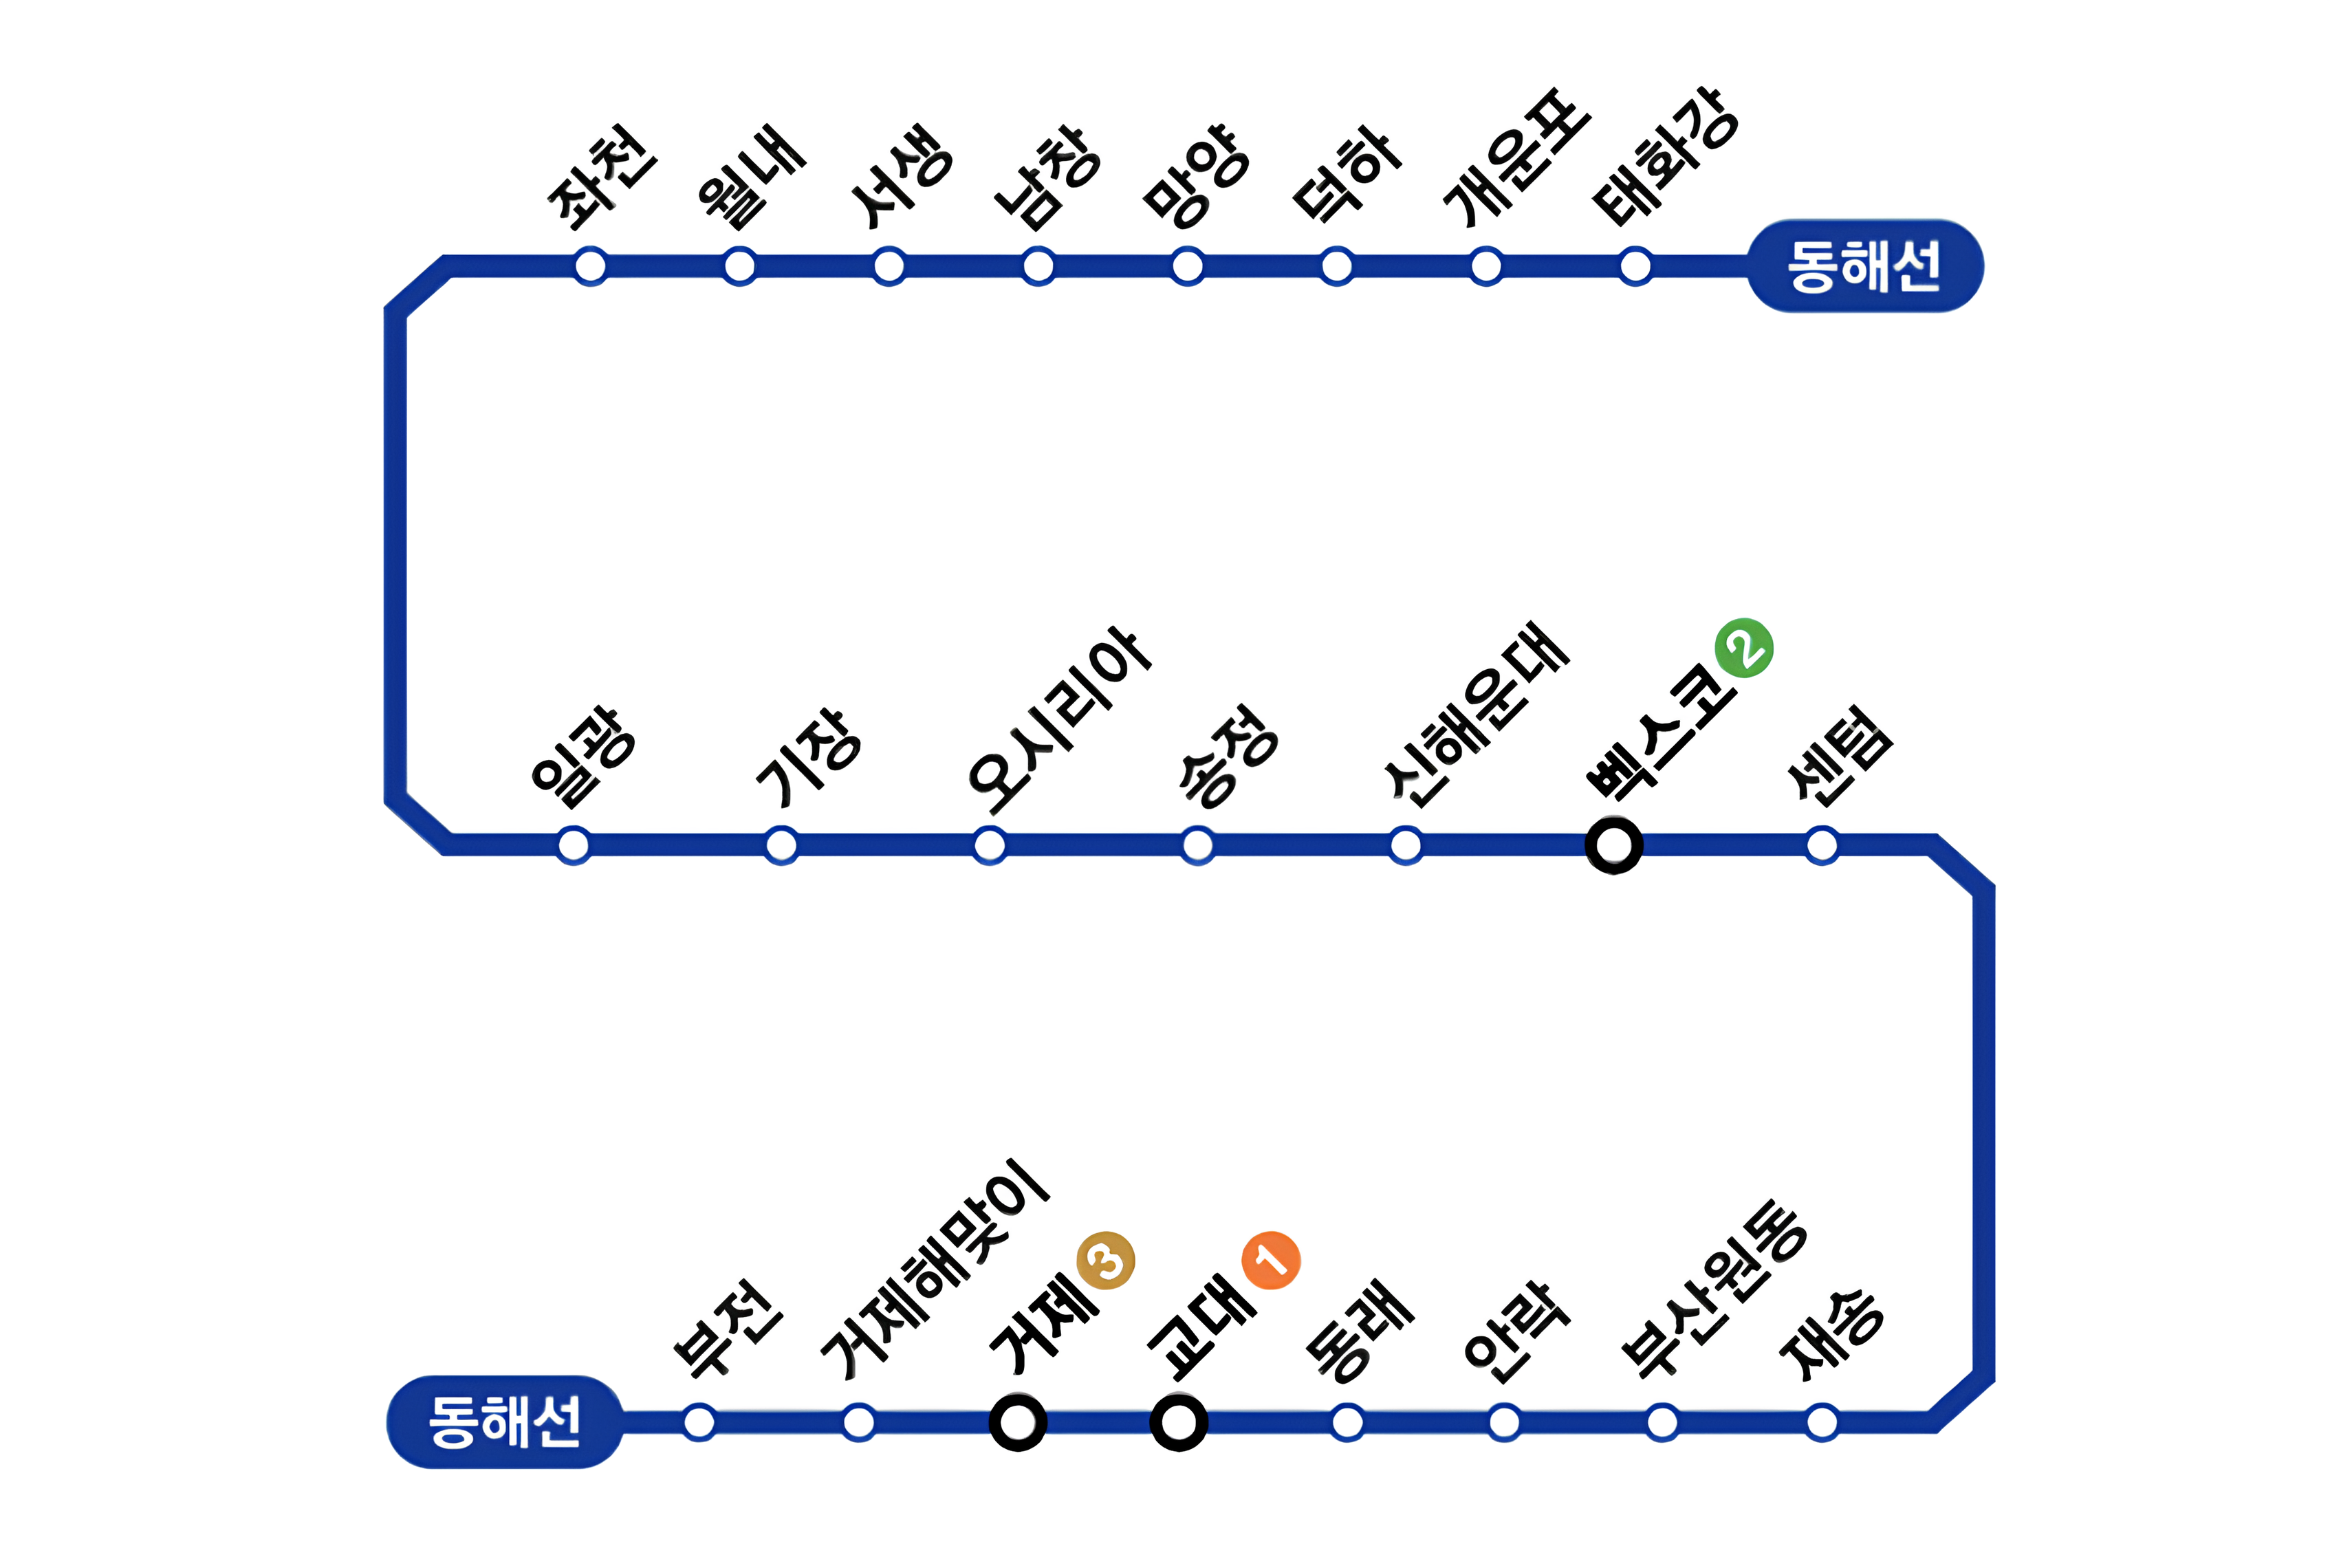 좌천 월내 서생 남창 망양 덕하 개운포 태화강 동해선
일광 기장 오시리아 송정 신해운대 벡스코 2 센텀
동해선 부전 거제해맞이 거제 3 교대 1 동래 안락 부산원동 재송